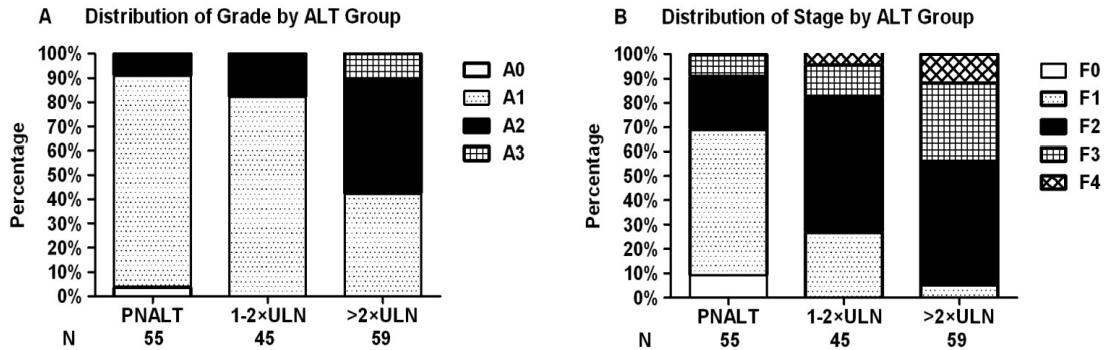 A Distribution of Grade by ALT Group
Percentage
100%
90%
80%
70%
60%
50%
40%
30%
20%
10%
0%
A0
A1
A2
A3
PNALT 1-2×ULN >2×ULN
N 55 45 59
B Distribution of Stage by ALT Group
Percentage
100%
90%
80%
70%
60%
50%
40%
30%
20%
10%
0%
F0
F1
F2
F3
F4
PNALT 1-2×ULN >2×ULN
N 55 45 59